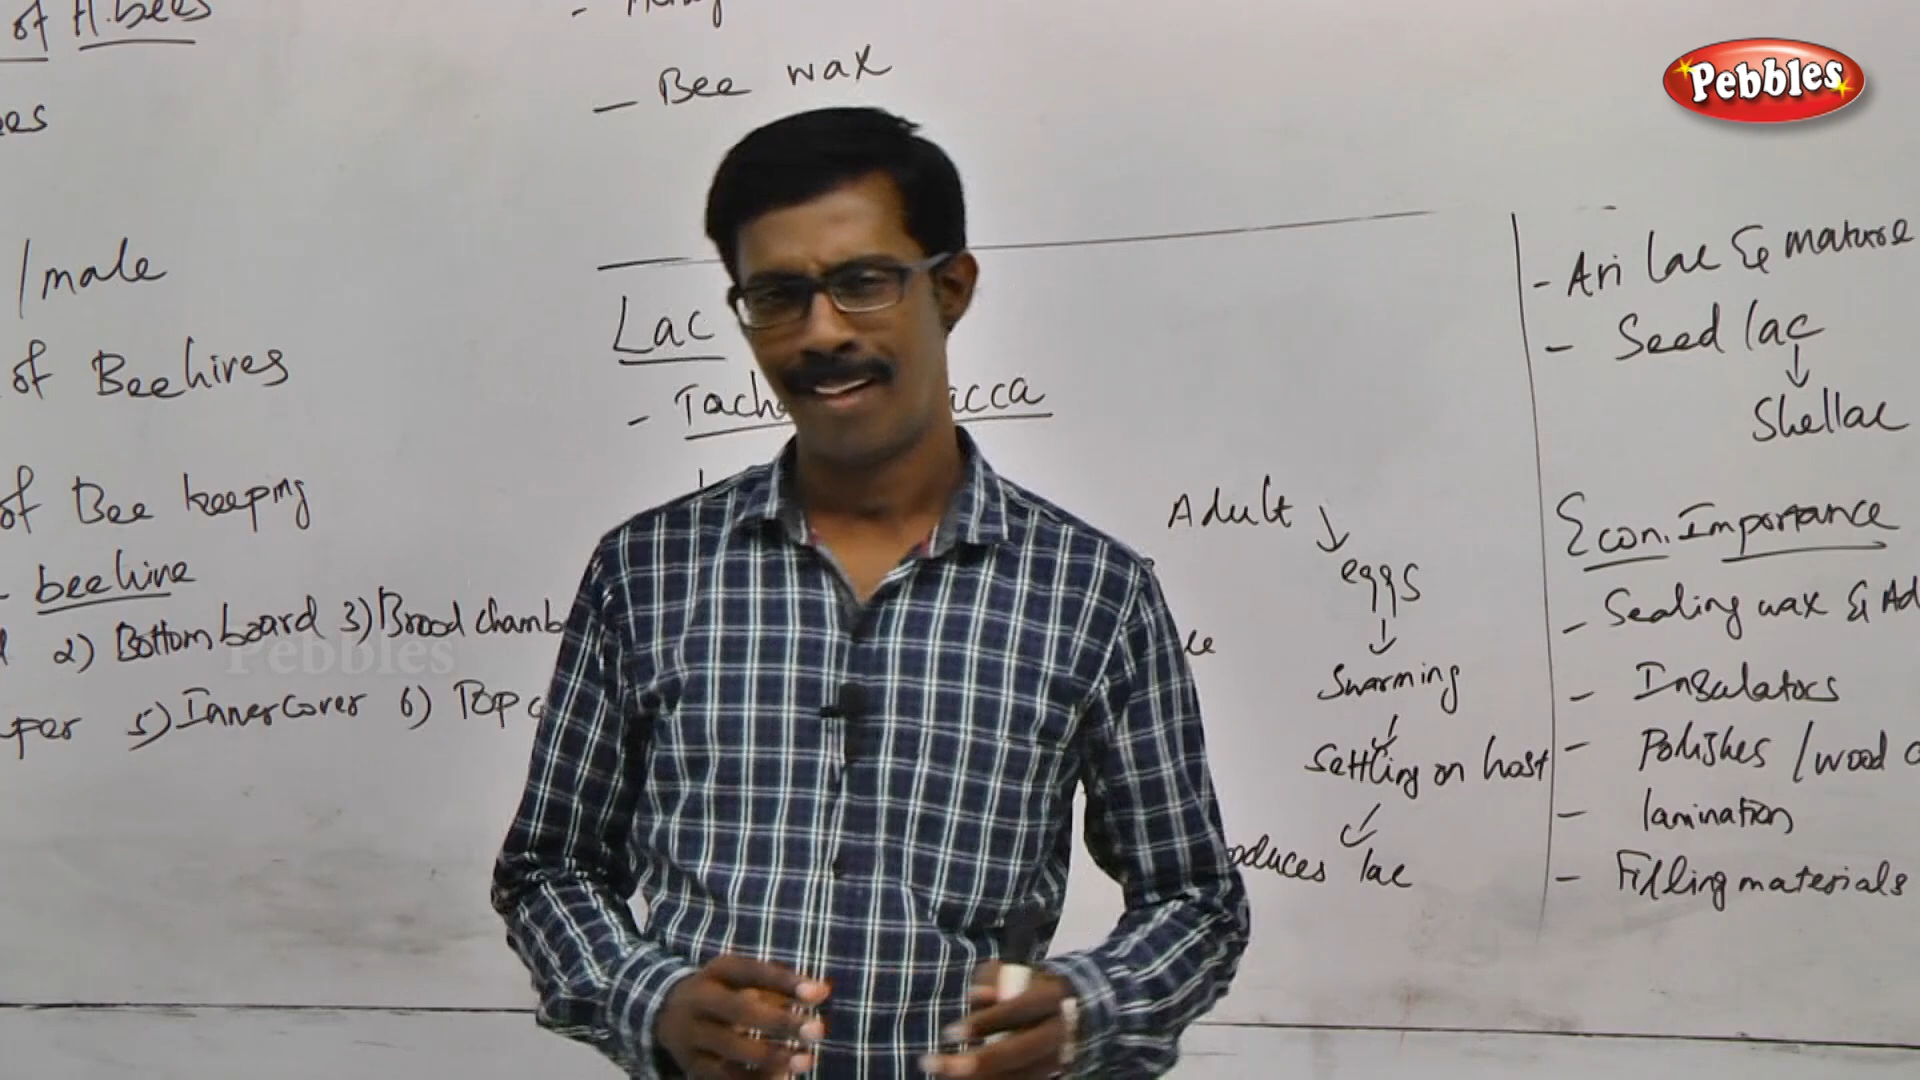 of H.bees
- Bee wax
/male
of Beehives
of Bee keeping
- beehive
2) Bottom board 3) Brood chamb
per 5) Inner cover 6) Top c
Lac
- Tach acca
Adult
eggs
Swarming
Settling on host
oduces lac
- Ari lac & mature
- Seed lac
Shellac
Econ. Importance
- Sealing wax & Ad
- Insulators
- Polishes / wood
- lamination
- Filling materials
Pebbles
Pebbles